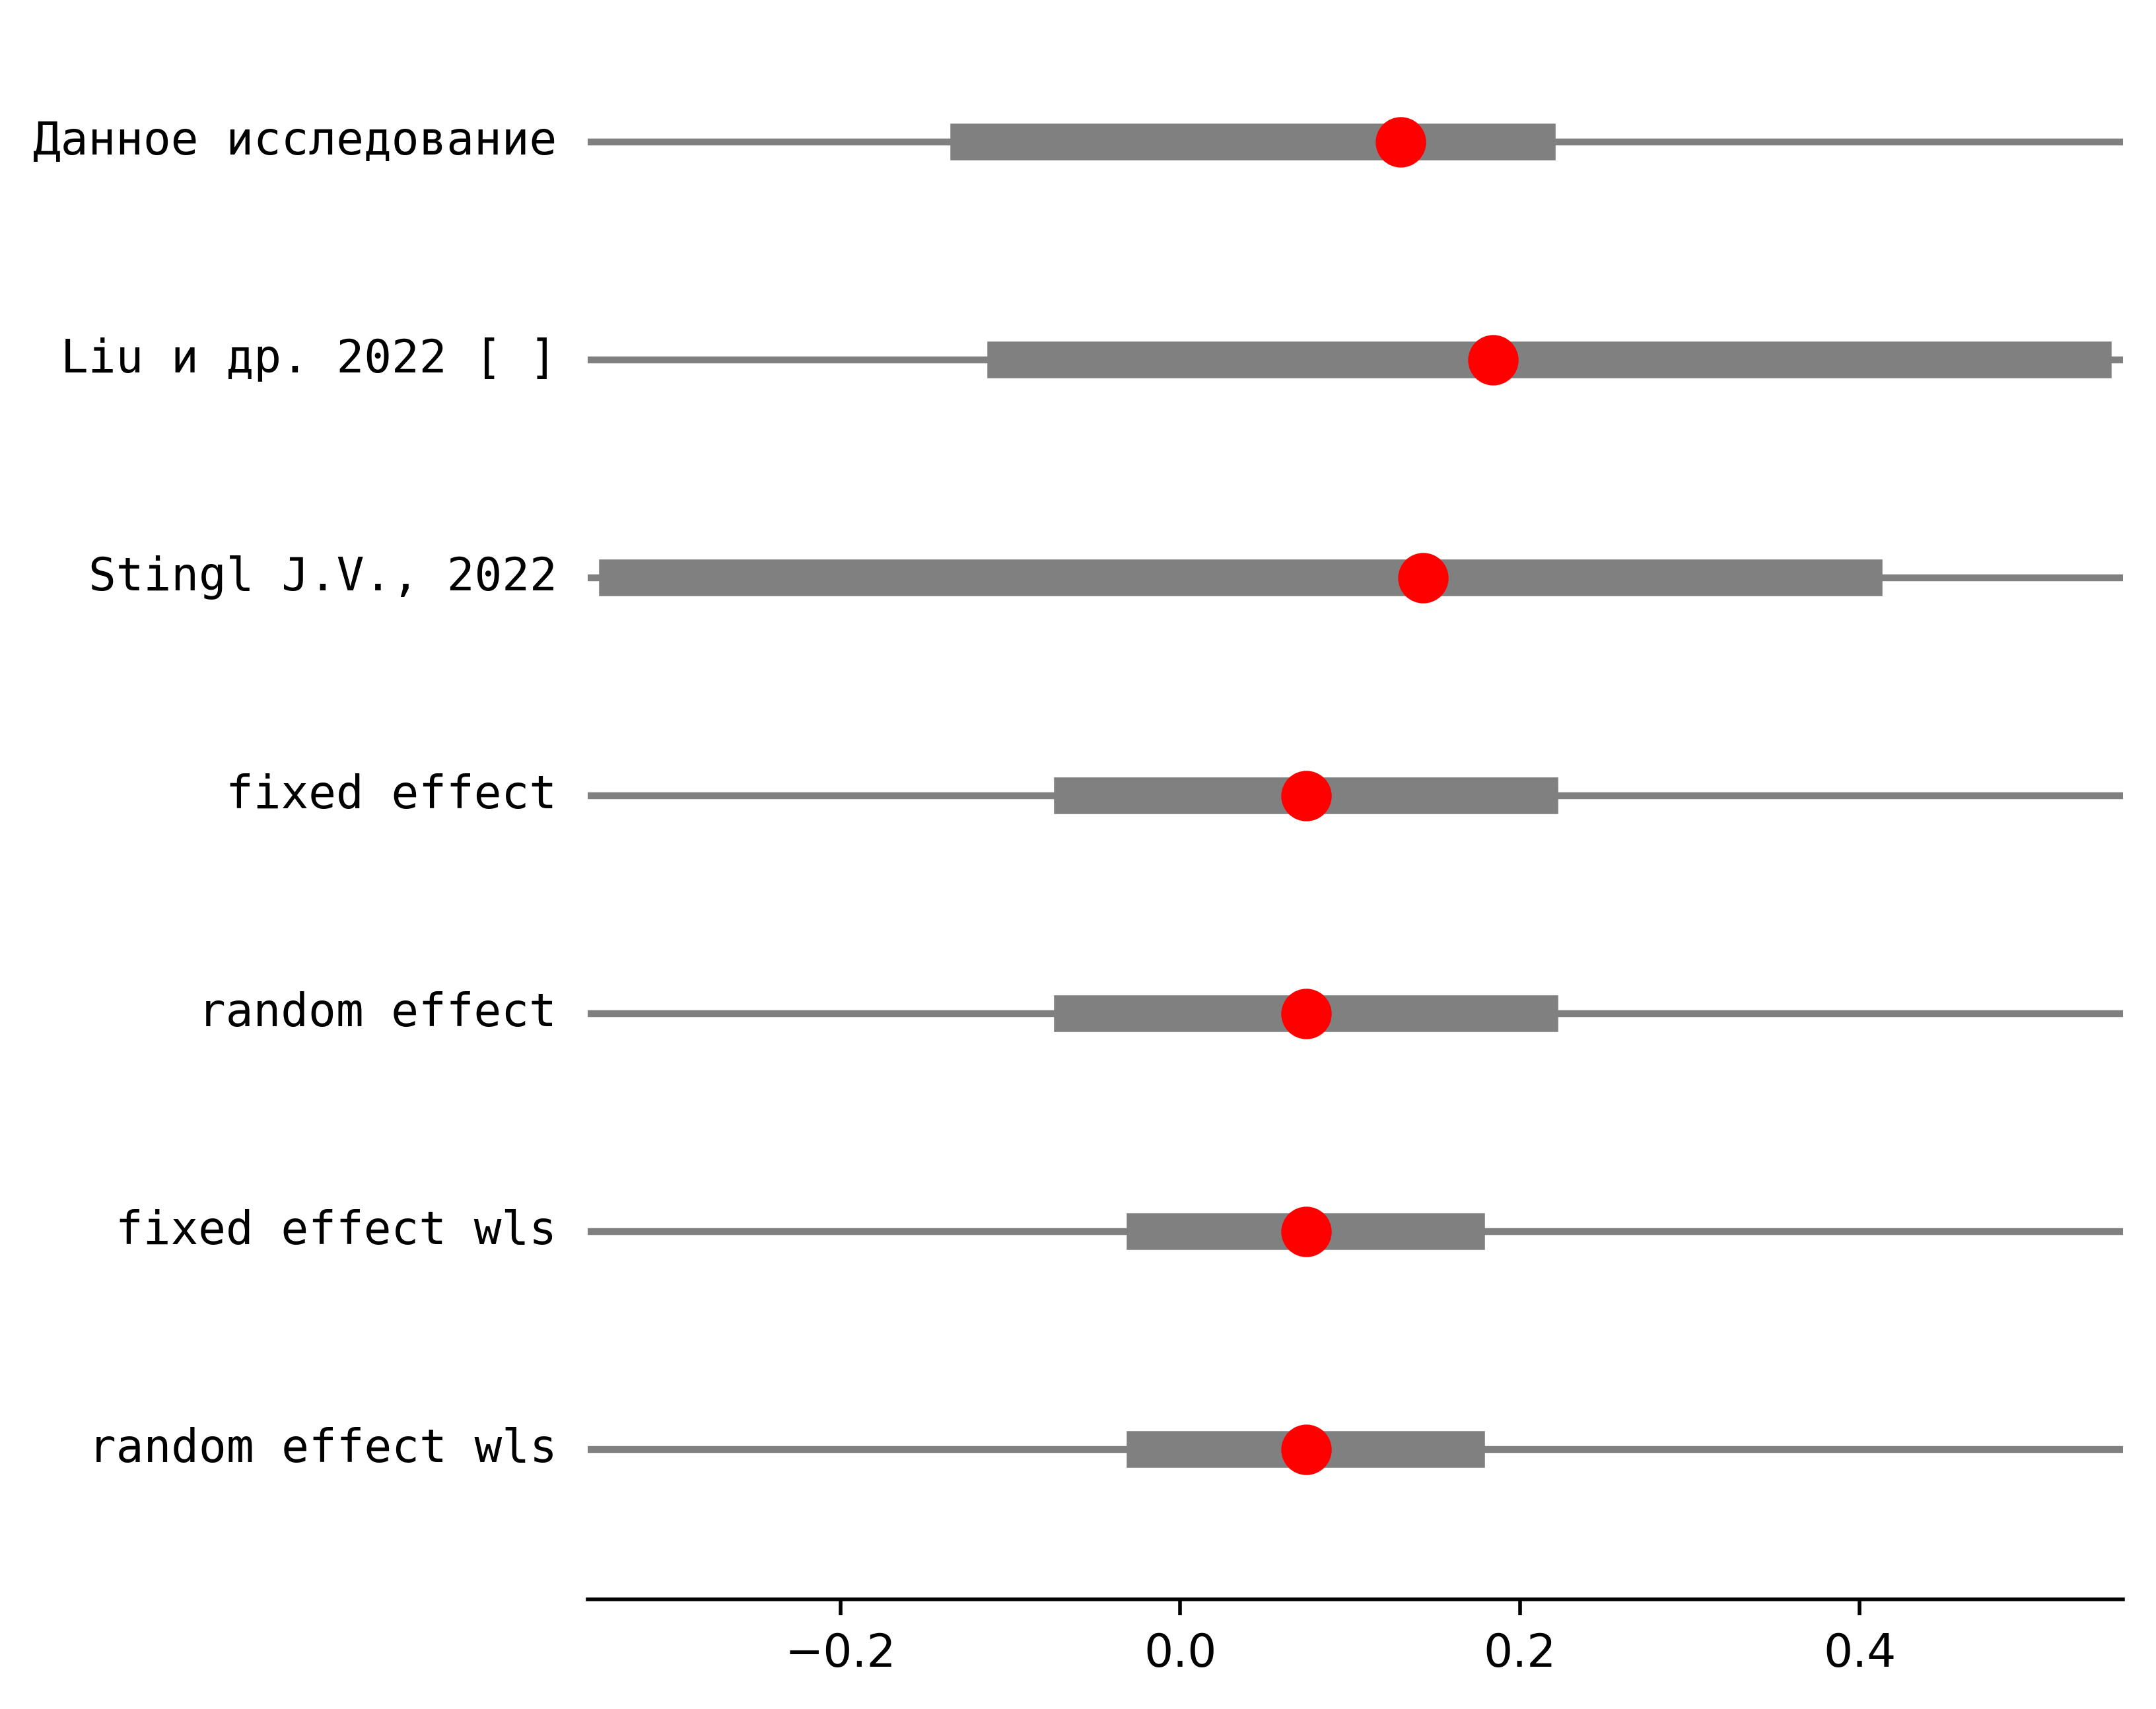 Данное исследование
Liu и др. 2022 [ ]
Stingl J.V., 2022
fixed effect
random effect
fixed effect wls
random effect wls
−0.2 0.0 0.2 0.4